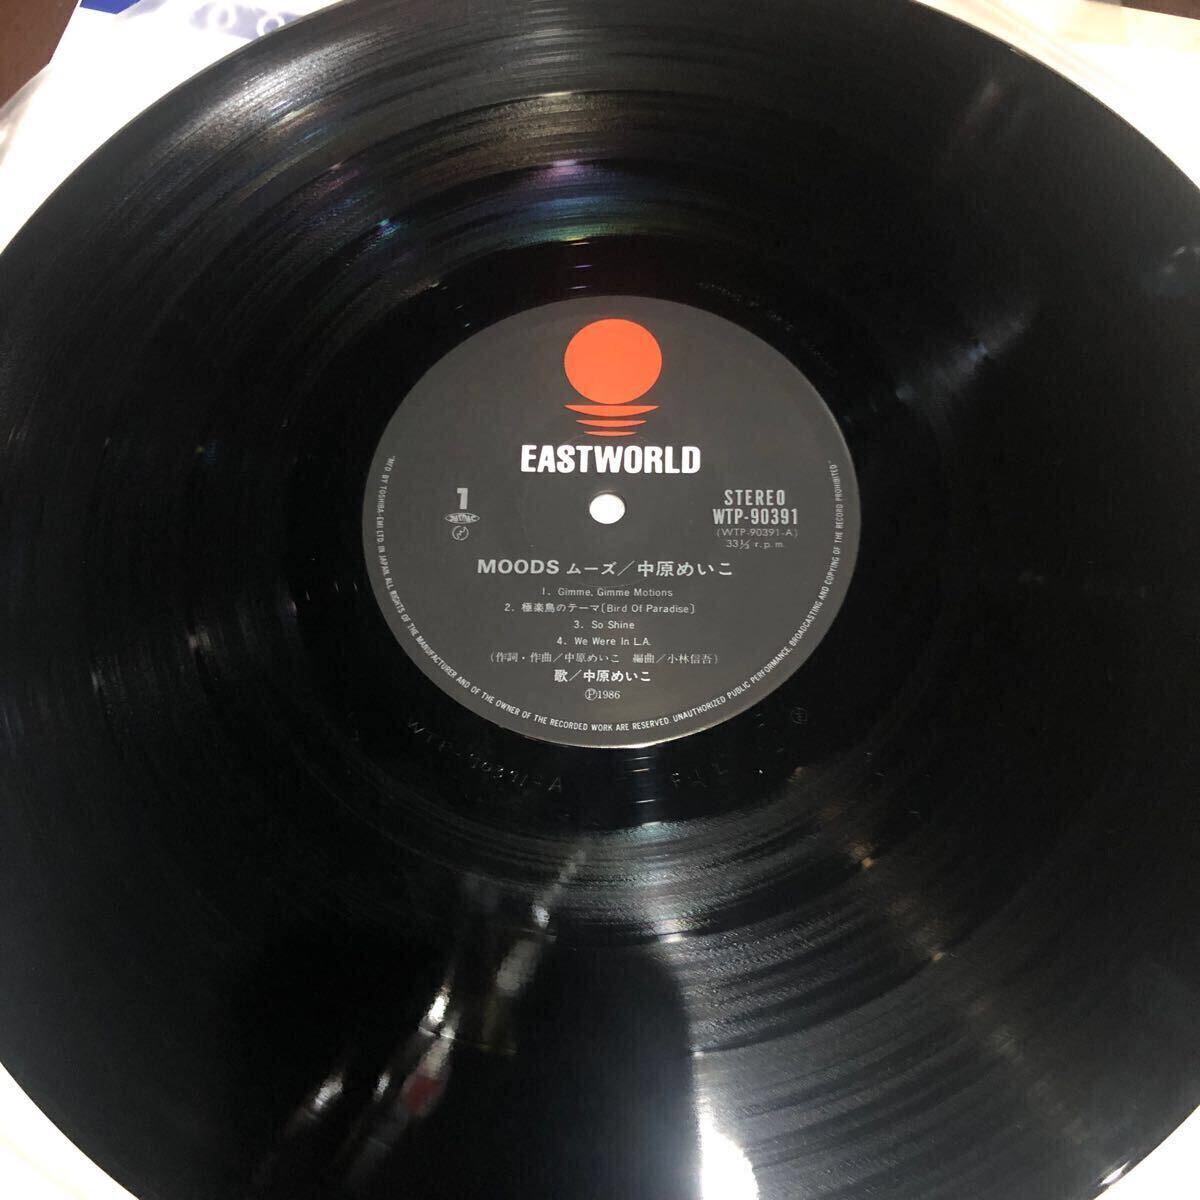 EASTWORLD
1
STEREO
WTP-90391
(WTP-90391-A)
33⅓ r.p.m.
MOODS ムーズ/中原めいこ
1. Gimme, Gimme Motions
2. 極楽鳥のテーマ〔Bird Of Paradise〕
3. So Shine
4. We Were In L.A.
(作詞・作曲/中原めいこ 編曲/小林信吾)
歌/中原めいこ
Ⓟ1986
"MFD BY TOSHIBA-EMI LTD. IN JAPAN. ALL RIGHTS OF THE MANUFACTURER AND OF THE OWNER OF THE RECORDED WORK ARE RESERVED. UNAUTHORIZED PUBLIC PERFORMANCE, BROADCASTING AND COPYING OF THE RECORD PROHIBITED"
WTP-90391-A